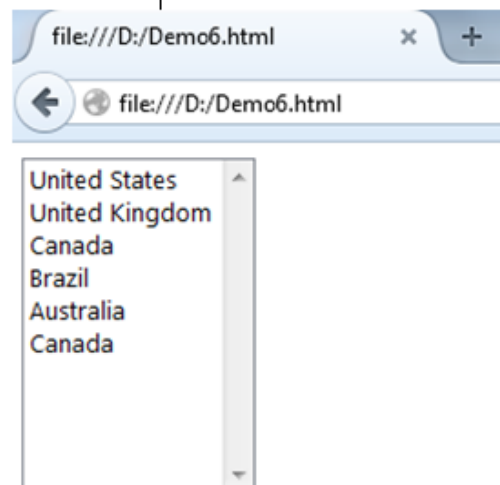 file:///D:/Demo6.html
file:///D:/Demo6.html
United States
United Kingdom
Canada
Brazil
Australia
Canada